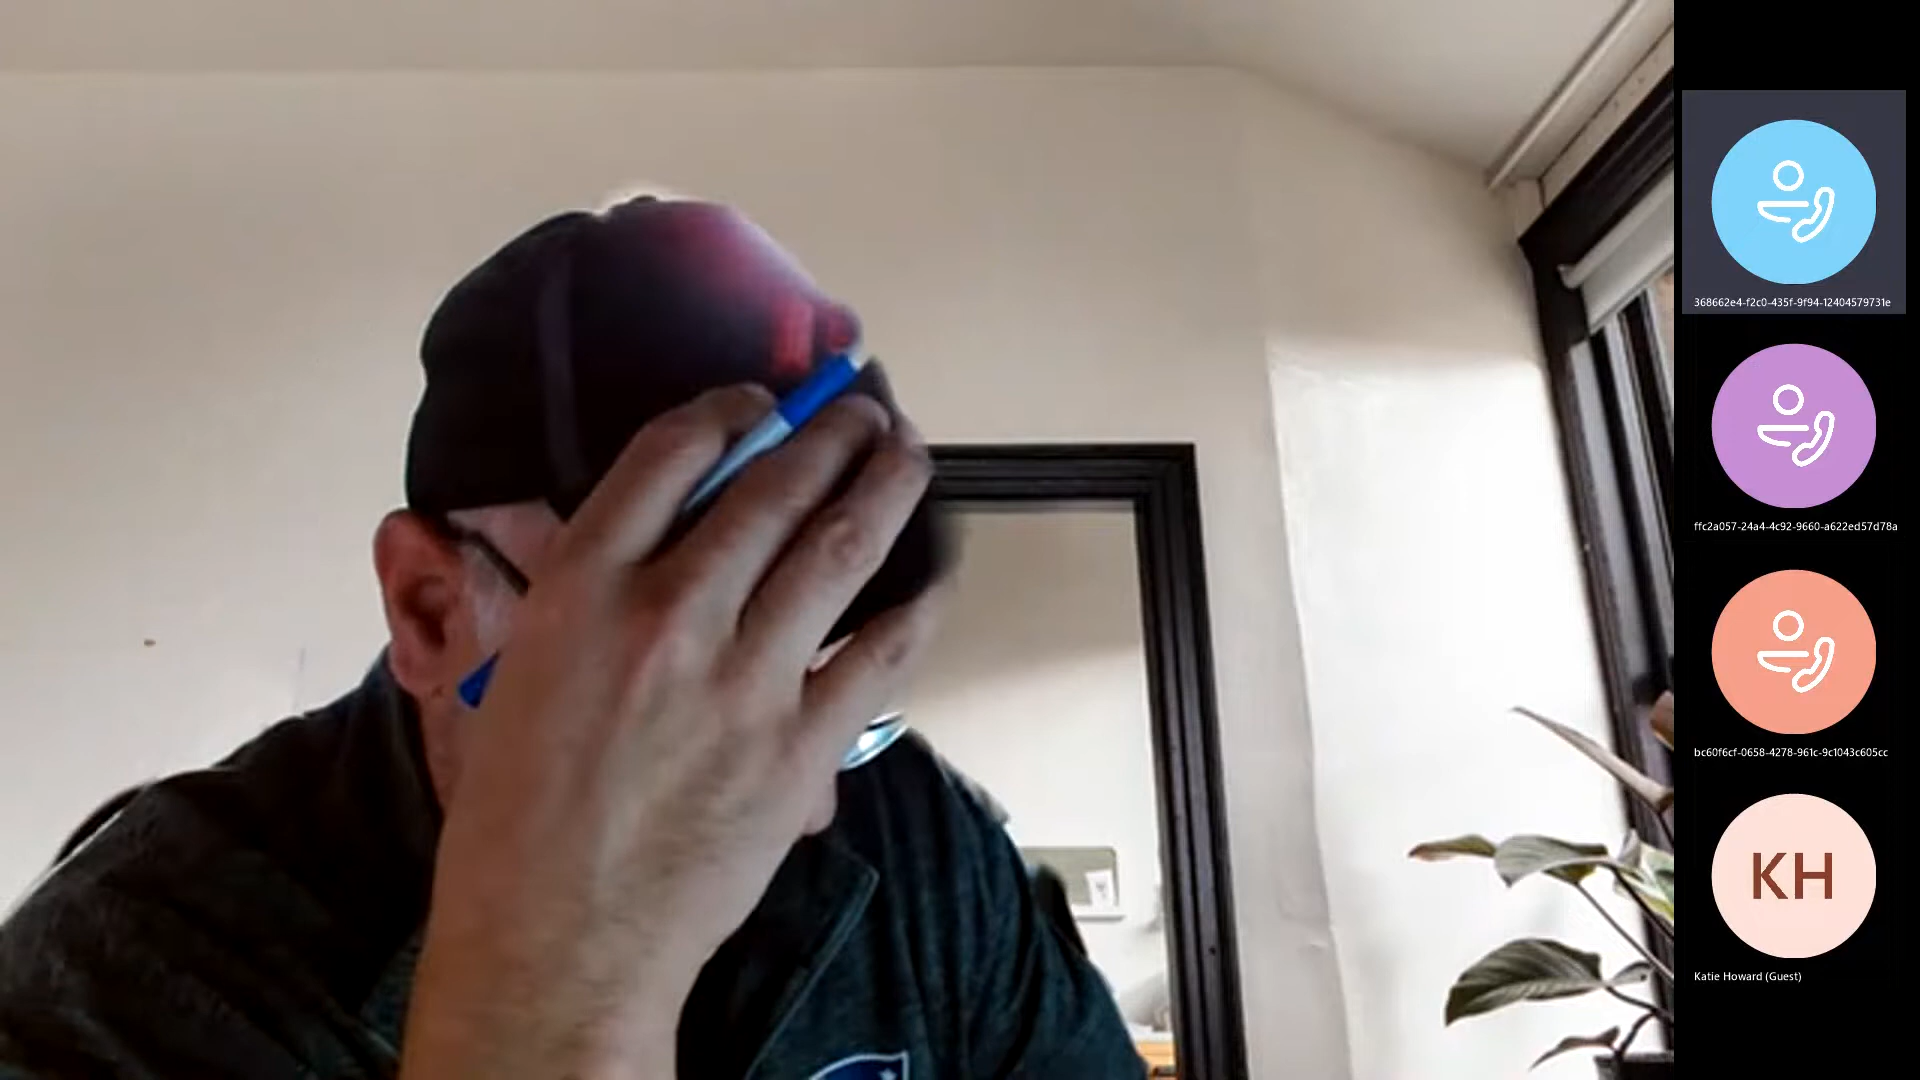 368662e4-f2c0-435f-9f94-12404579731e
ffc2a057-24a4-4c92-9660-a622ed57d78a
bc60f6cf-0658-4278-961c-9c1043c605cc
KH
Katie Howard (Guest)